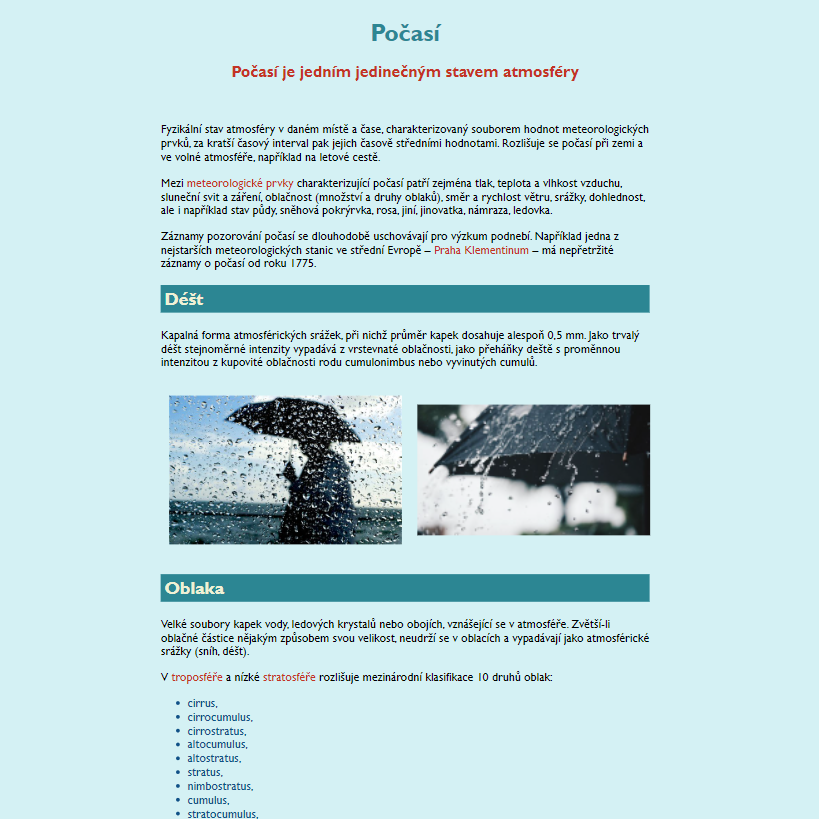 Počasí
Počasí je jedním jedinečným stavem atmosféry
Fyzikální stav atmosféry v daném místě a čase, charakterizovaný souborem hodnot meteorologických
prvků, za kratší časový interval pak jejich časově středními hodnotami. Rozlišuje se počasí při zemi a
ve volné atmosféře, například na letové cestě.
Mezi meteorologické prvky charakterizující počasí patří zejména tlak, teplota a vlhkost vzduchu,
sluneční svit a záření, oblačnost (množství a druhy oblaků), směr a rychlost větru, srážky, dohlednost,
ale i například stav půdy, sněhová pokrývrka, rosa, jiní, jinovatka, námraza, ledovka.
Záznamy pozorování počasí se dlouhodobě uschovávají pro výzkum podnebí. Například jedna z
nejstarších meteorologických stanic ve střední Evropě – Praha Klementinum – má nepřetržité
záznamy o počasí od roku 1775.
Déšt
Kapalná forma atmosférických srážek, při nichž průměr kapek dosahuje alespoň 0,5 mm. Jako trvalý
déšt stejnoměrné intenzity vypadává z vrstevnaté oblačnosti, jako přeháňky deště s proměnnou
intenzitou z kupovité oblačnosti rodu cumulonimbus nebo vyvinutých cumulů.
Oblaka
Velké soubory kapek vody, ledových krystalů nebo obojích, vznášející se v atmosféře. Zvětší-li
oblačné částice nějakým způsobem svou velikost, neudrží se v oblacích a vypadávají jako atmosférické
srážky (sníh, déšt).
V troposféře a nízké stratosféře rozlišuje mezinárodní klasifikace 10 druhů oblak:
• cirrus,
• cirrocumulus,
• cirrostratus,
• altocumulus,
• altostratus,
• stratus,
• nimbostratus,
• cumulus,
• stratocumulus,